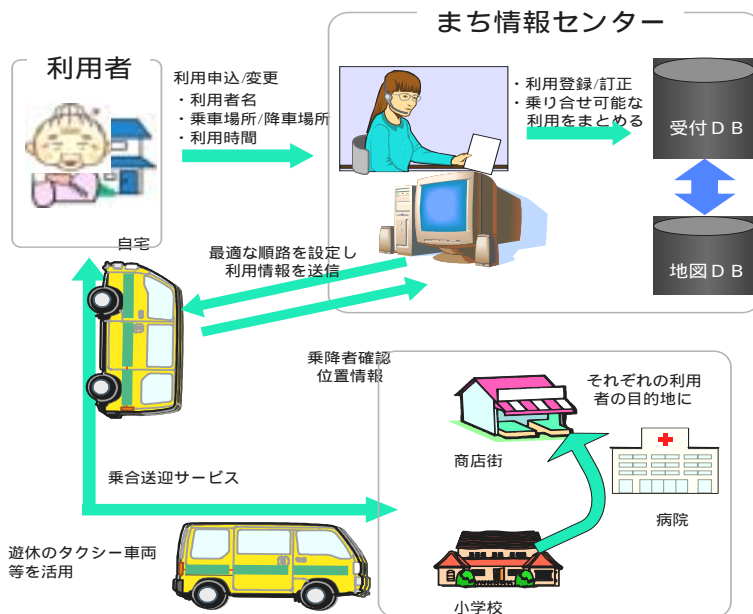 まち情報センター
利用者
利用申込/変更
・利用者名
・乗車場所/降車場所
・利用時間
・利用登録/訂正
・乗り合せ可能な
利用をまとめる
受付ＤＢ
地図ＤＢ
自宅
最適な順路を設定し
利用情報を送信
乗降者確認
位置情報
それぞれの利用
者の目的地に
商店街
病院
乗合送迎サービス
遊休のタクシー車両
等を活用
小学校